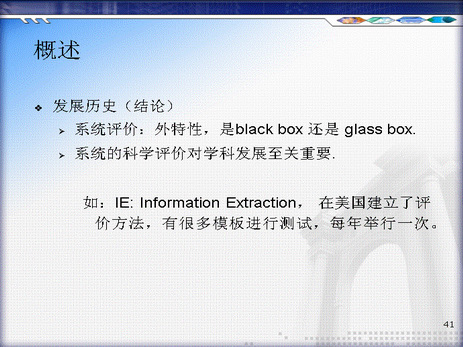 概述
发展历史（结论）
系统评价：外特性，是black box 还是 glass box.
系统的科学评价对学科发展至关重要.
如：IE: Information Extraction， 在美国建立了评
价方法，有很多模板进行测试，每年举行一次。
41